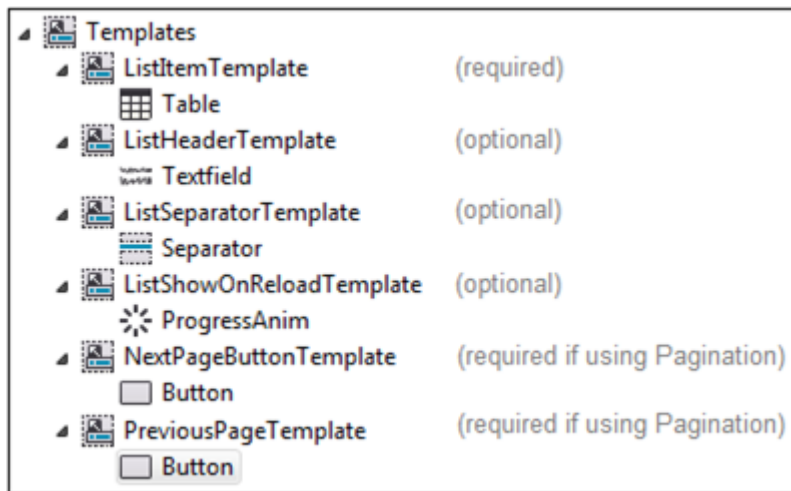 Templates
ListItemTemplate (required)
Table
ListHeaderTemplate (optional)
Textfield
ListSeparatorTemplate (optional)
Separator
ListShowOnReloadTemplate (optional)
ProgressAnim
NextPageButtonTemplate (required if using Pagination)
Button
PreviousPageTemplate (required if using Pagination)
Button